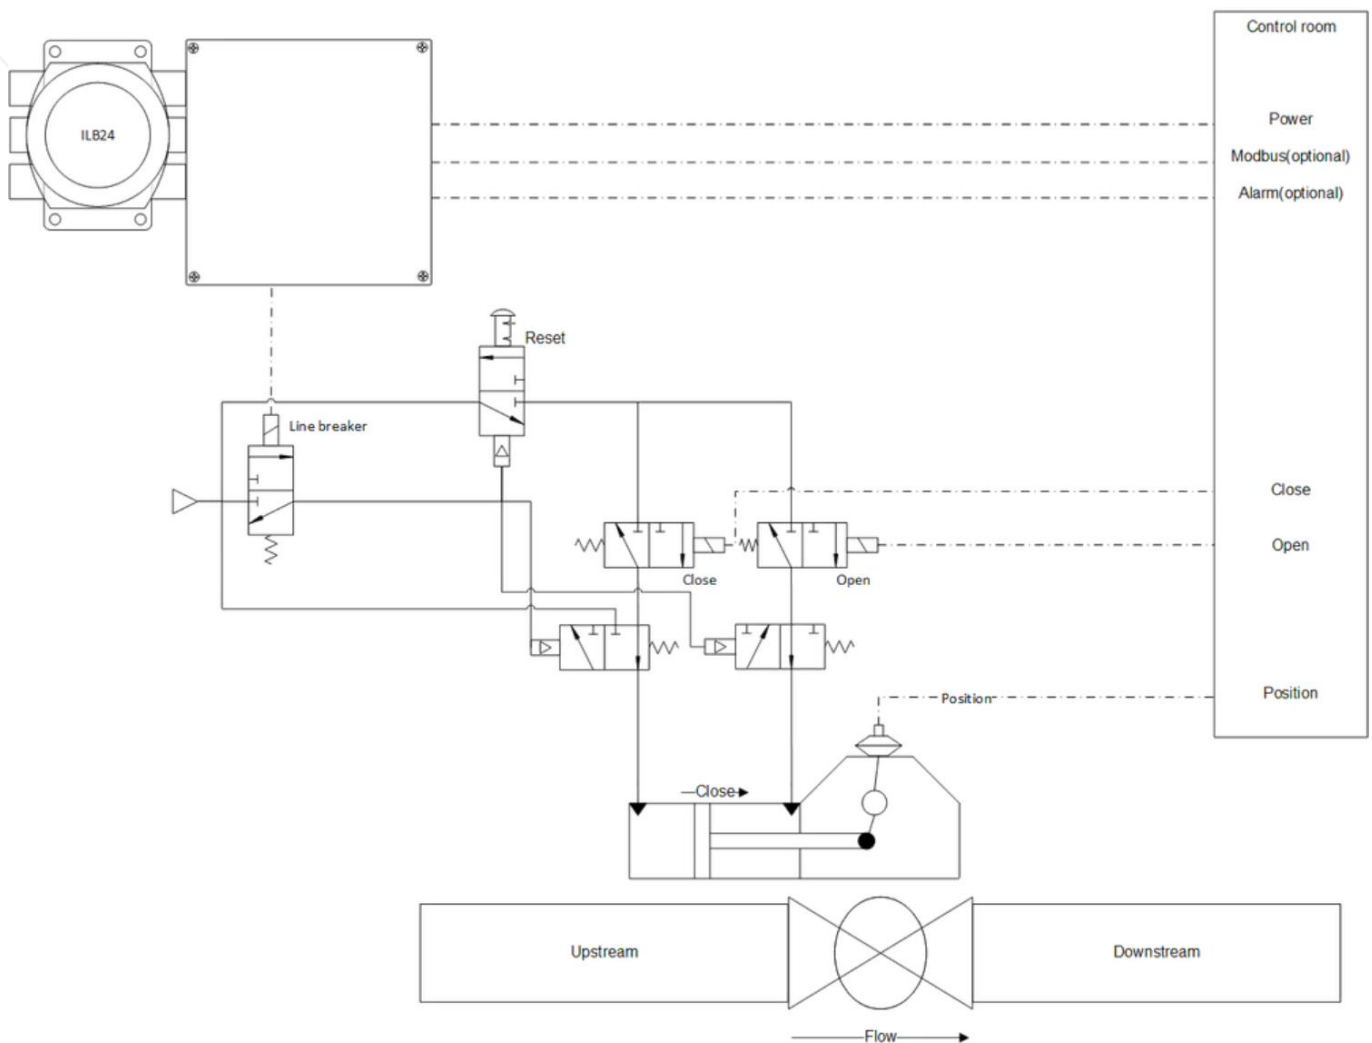 Control room
ILB24
Power
Modbus(optional)
Alarm(optional)
Reset
Line breaker
Close
Open
Close
Open
Position
Position
Close
Upstream
Downstream
Flow